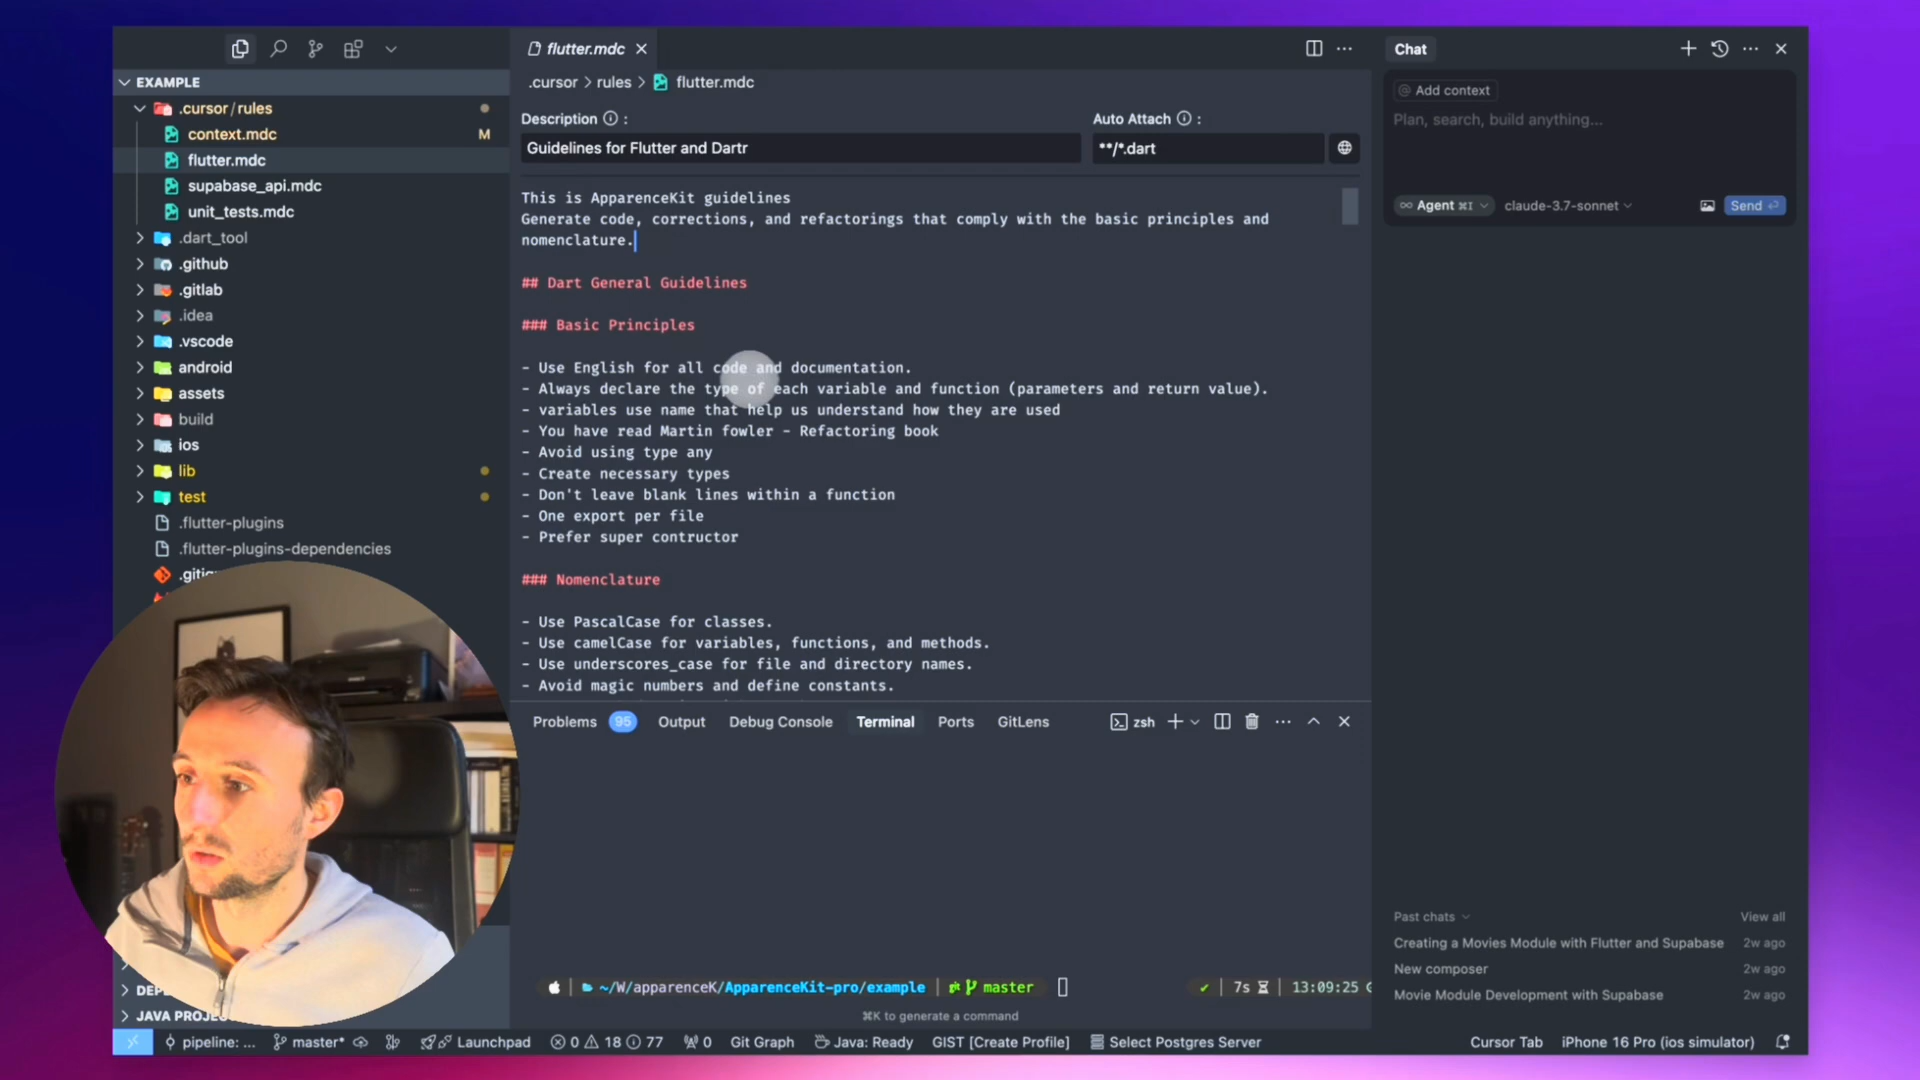 EXAMPLE
.cursor/rules
context.mdc
M
flutter.mdc
supabase_api.mdc
unit_tests.mdc
.dart_tool
.github
.gitlab
.idea
.vscode
android
assets
build
ios
lib
test
.flutter-plugins
.flutter-plugins-dependencies
JAVA PROJE
flutter.mdc
.cursor > rules > flutter.mdc
Description :
Auto Attach :
Guidelines for Flutter and Dartr
**/*.dart
This is ApparenceKit guidelines
Generate code, corrections, and refactorings that comply with the basic principles and
nomenclature.
## Dart General Guidelines
### Basic Principles
- Use English for all code and documentation.
- Always declare the type of each variable and function (parameters and return value).
- variables use name that help us understand how they are used
- You have read Martin fowler - Refactoring book
- Avoid using type any
- Create necessary types
- Don't leave blank lines within a function
- One export per file
- Prefer super contructor
### Nomenclature
- Use PascalCase for classes.
- Use camelCase for variables, functions, and methods.
- Use underscores_case for file and directory names.
- Avoid magic numbers and define constants.
Problems 95 Output Debug Console Terminal Ports GitLens
zsh
~/W/apparenceK/ApparenceKit-pro/example | master
7s 13:09:25
⌘K to generate a command
Chat
@ Add context
Plan, search, build anything...
∞ Agent ⌘I
claude-3.7-sonnet
Send
Past chats
View all
Creating a Movies Module with Flutter and Supabase 2w ago
New composer 2w ago
Movie Module Development with Supabase 2w ago
pipeline: ... master* Launchpad 0 18 77 0 Git Graph Java: Ready GIST [Create Profile] Select Postgres Server Cursor Tab iPhone 16 Pro (ios simulator)